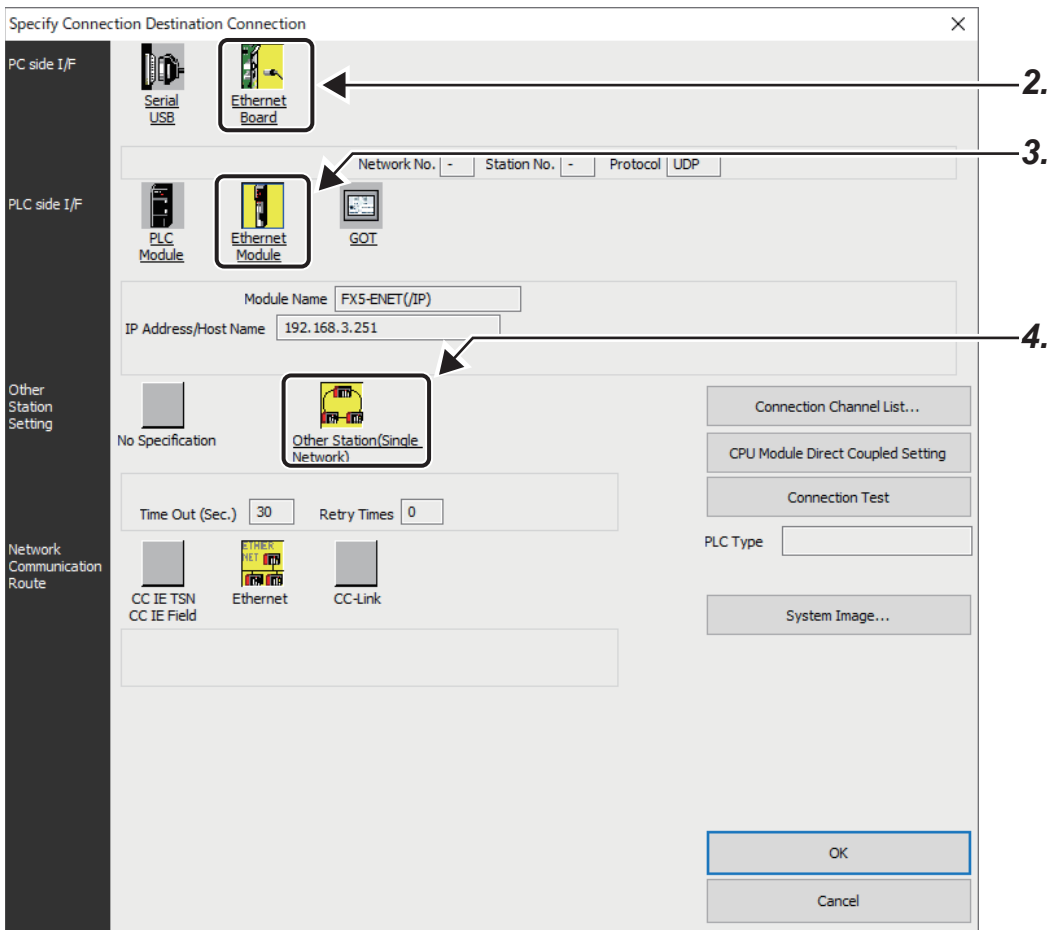 Specify Connection Destination Connection
PC side I/F
Serial
USB
Ethernet
Board
2.
Network No. - Station No. - Protocol UDP
3.
PLC side I/F
PLC
Module
Ethernet
Module
GOT
Module Name FX5-ENET(/IP)
IP Address/Host Name 192.168.3.251
4.
Other
Station
Setting
No Specification
Other Station(Single
Network)
Connection Channel List...
CPU Module Direct Coupled Setting
Time Out (Sec.) 30 Retry Times 0
Connection Test
PLC Type
Network
Communication
Route
ETHER
NET
CC IE TSN
CC IE Field
Ethernet
CC-Link
System Image...
OK
Cancel